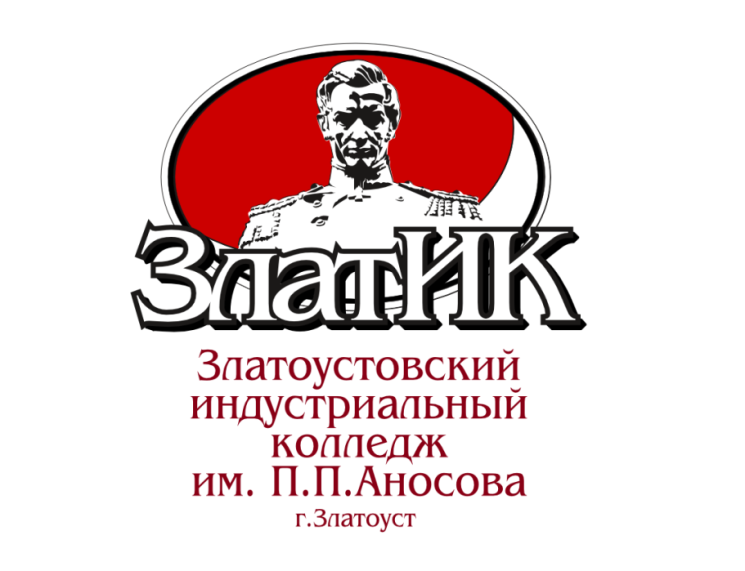 ЗлатИК
Златоустовский
индустриальный
колледж
им. П.П.Аносова
г.Златоуст